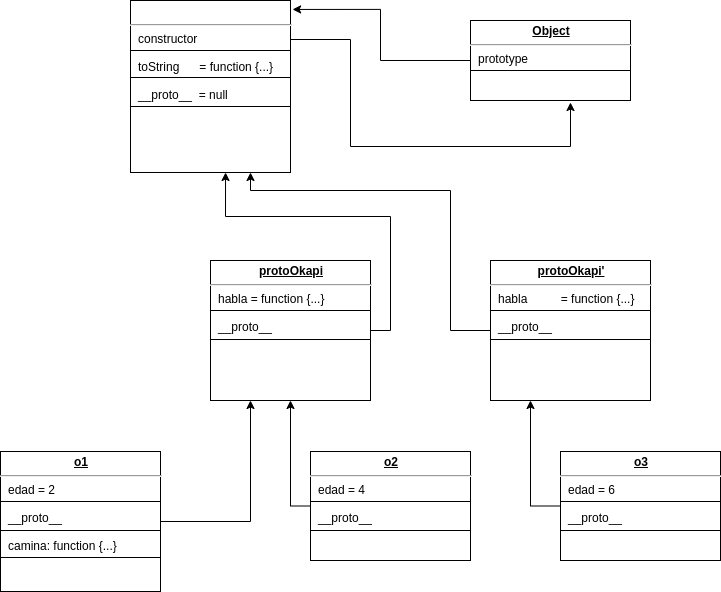 Object
constructor
prototype
toString = function {...}
__proto__ = null
protoOkapi
protoOkapi'
habla = function {...}
habla = function {...}
__proto__
__proto__
o1
o2
o3
edad = 2
edad = 4
edad = 6
__proto__
__proto__
__proto__
camina: function {...}